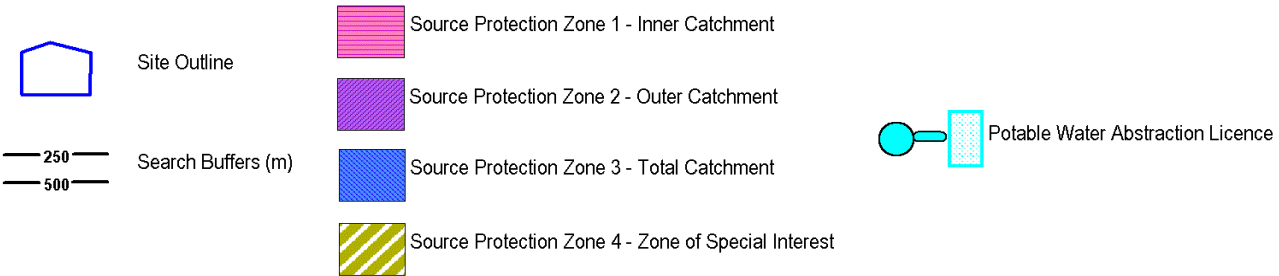 Site Outline
250
500
Search Buffers (m)
Source Protection Zone 1 - Inner Catchment
Source Protection Zone 2 - Outer Catchment
Source Protection Zone 3 - Total Catchment
Source Protection Zone 4 - Zone of Special Interest
Potable Water Abstraction Licence